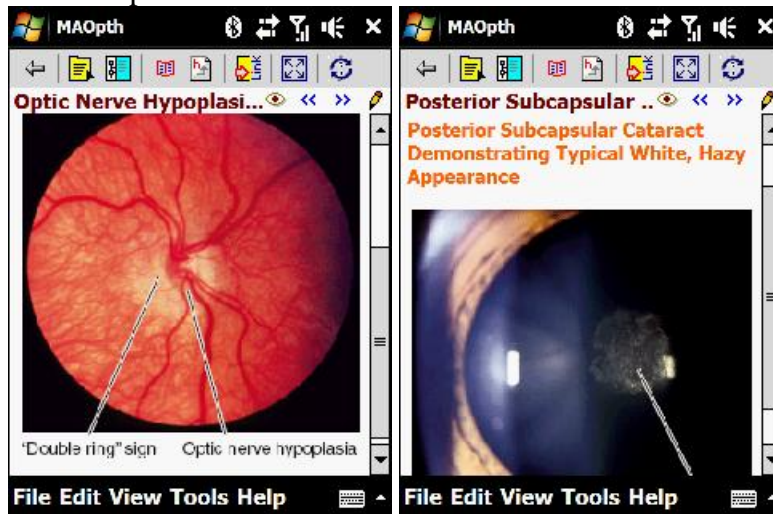 MAOpth
Optic Nerve Hypoplasi...
<< >>
"Double ring" sign Optic nerve hypoplasia
File Edit View Tools Help
MAOpth
Posterior Subcapsular ..
<< >>
Posterior Subcapsular Cataract
Demonstrating Typical White, Hazy
Appearance
File Edit View Tools Help